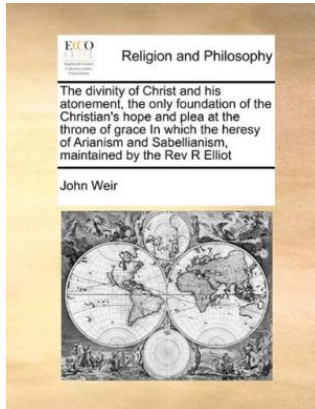 ECCO
Religion and Philosophy
The divinity of Christ and his
atonement, the only foundation of the
Christian's hope and plea at the
throne of grace In which the heresy
of Arianism and Sabellianism,
maintained by the Rev R Elliot
John Weir